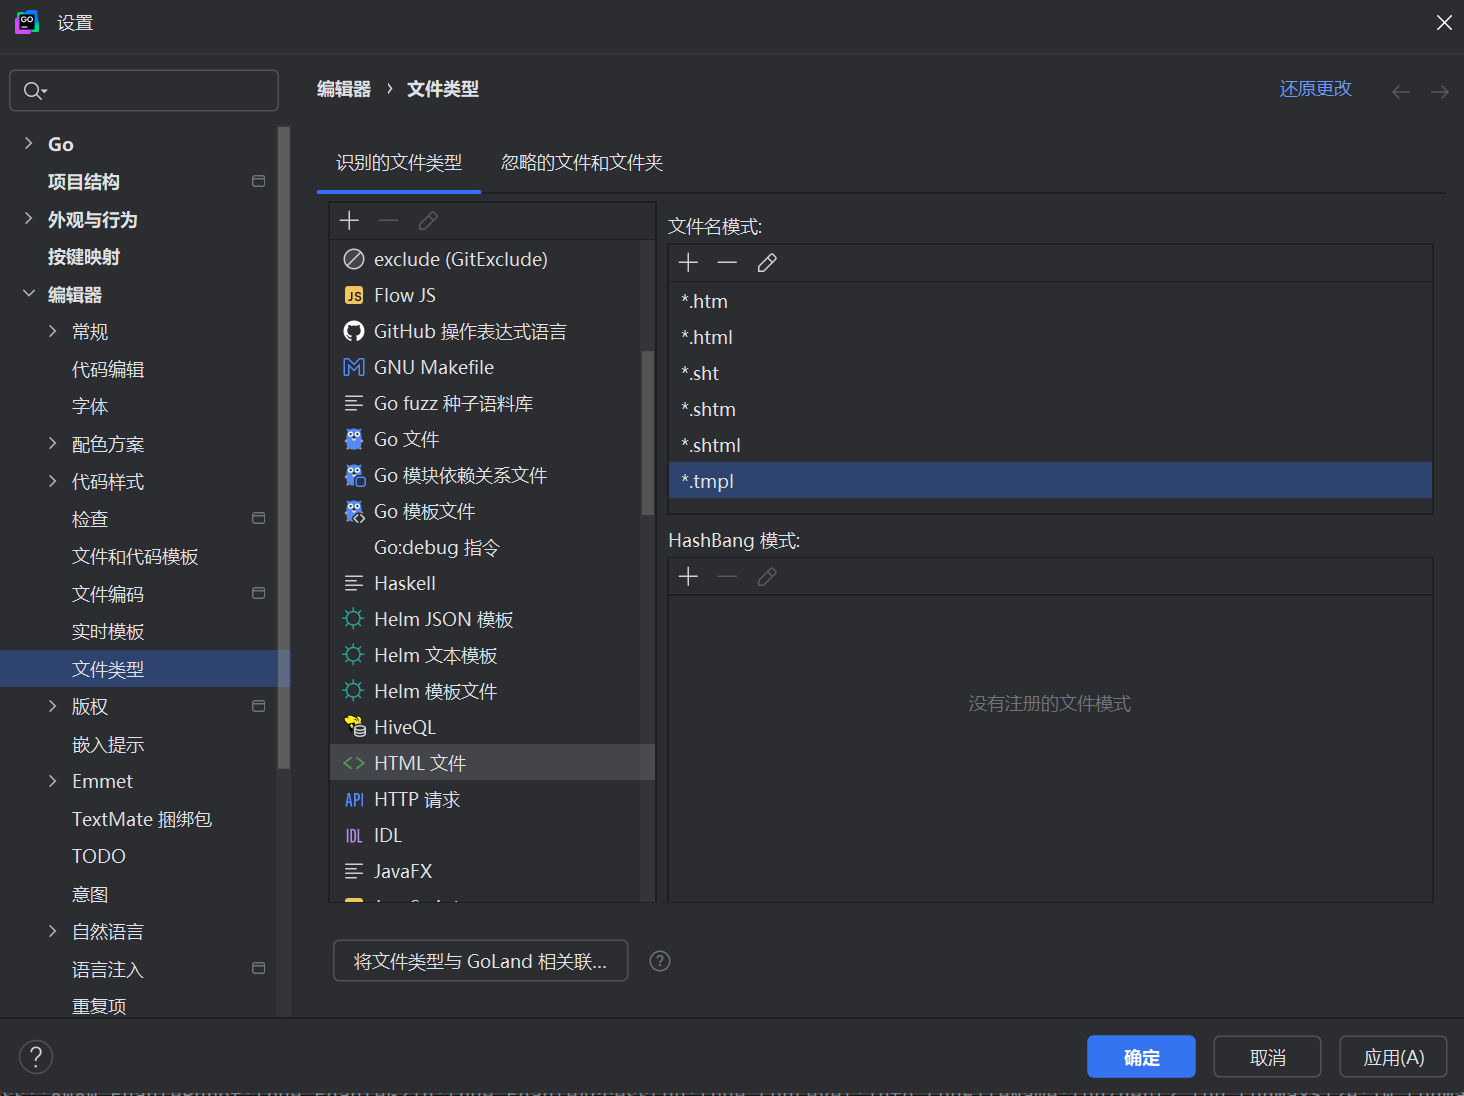 设置
编辑器 › 文件类型
还原更改
Go
项目结构
外观与行为
按键映射
编辑器
常规
代码编辑
字体
配色方案
代码样式
检查
文件和代码模板
文件编码
实时模板
文件类型
版权
嵌入提示
Emmet
TextMate 捆绑包
TODO
意图
自然语言
语言注入
重复项
识别的文件类型
忽略的文件和文件夹
exclude (GitExclude)
Flow JS
GitHub 操作表达式语言
GNU Makefile
Go fuzz 种子语料库
Go 文件
Go 模块依赖关系文件
Go 模板文件
Go:debug 指令
Haskell
Helm JSON 模板
Helm 文本模板
Helm 模板文件
HiveQL
HTML 文件
API HTTP 请求
IDL IDL
JavaFX
文件名模式:
*.htm
*.html
*.sht
*.shtm
*.shtml
*.tmpl
HashBang 模式:
没有注册的文件模式
将文件类型与 GoLand 相关联...
确定
取消
应用(A)